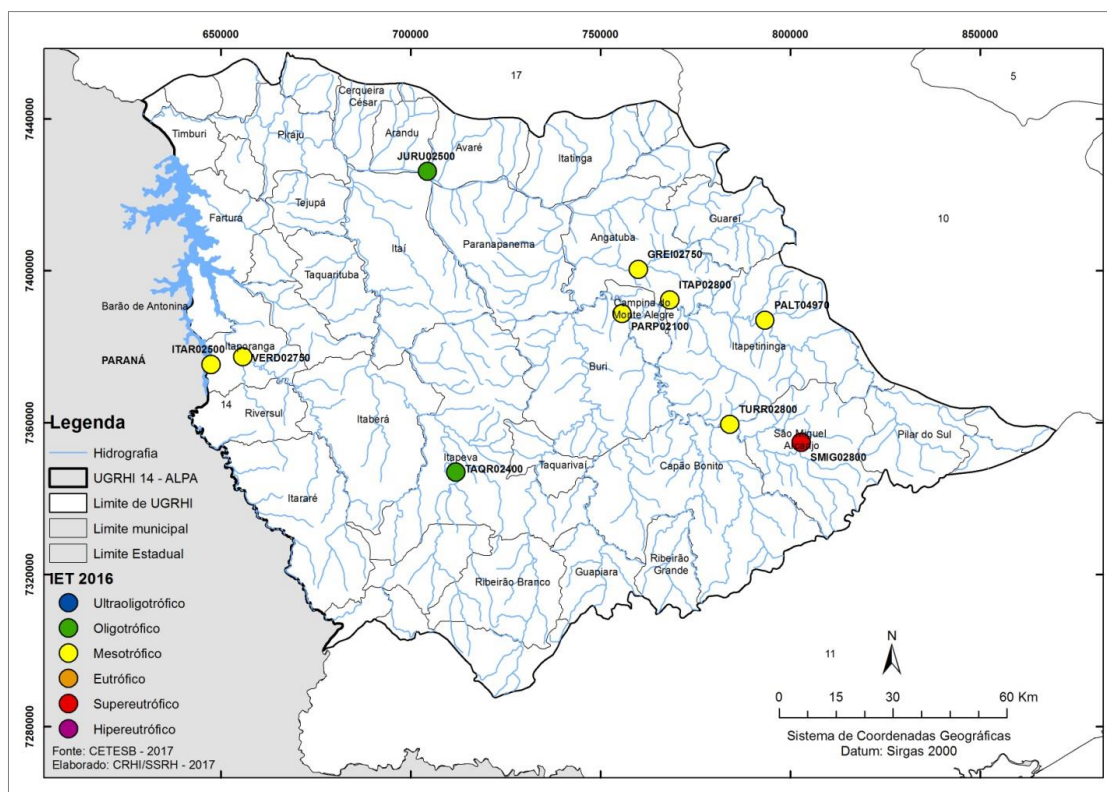 650000 700000 750000 800000 850000
17
5
7440000
Cerqueira
César
Timburi
Piraju
Arandu
Avaré
Itatinga
JURU02500
Fartura
Tejupá
Guareí
10
Itaí
Paranapanema
Angatuba
GREI02750
7400000
Taquarituba
ITAP02800
Barão de Antonina
Campina do
Monte Alegre
PALT04970
PARP02100
Itaporanga
ITAR02500
VERD02750
Itapetininga
PARANÁ
Buri
14
Riversul
Itaberá
TURR02800
7360000
São Miguel
Arcanjo
Pilar do Sul
SMIG02800
Itapeva
TAQR02400
Taquarivaí
Capão Bonito
Itararé
7320000
Ribeirão Branco
Guapiara
Ribeirão
Grande
11
7280000
Legenda
Hidrografia
UGRHI 14 - ALPA
Limite de UGRHI
Limite municipal
Limite Estadual
IET 2016
Ultraoligotrófico
Oligotrófico
Mesotrófico
Eutrófico
Supereutrófico
Hipereutrófico
Fonte: CETESB - 2017
Elaborado: CRHI/SSRH - 2017
N
0 15 30 60 Km
Sistema de Coordenadas Geográficas
Datum: Sirgas 2000